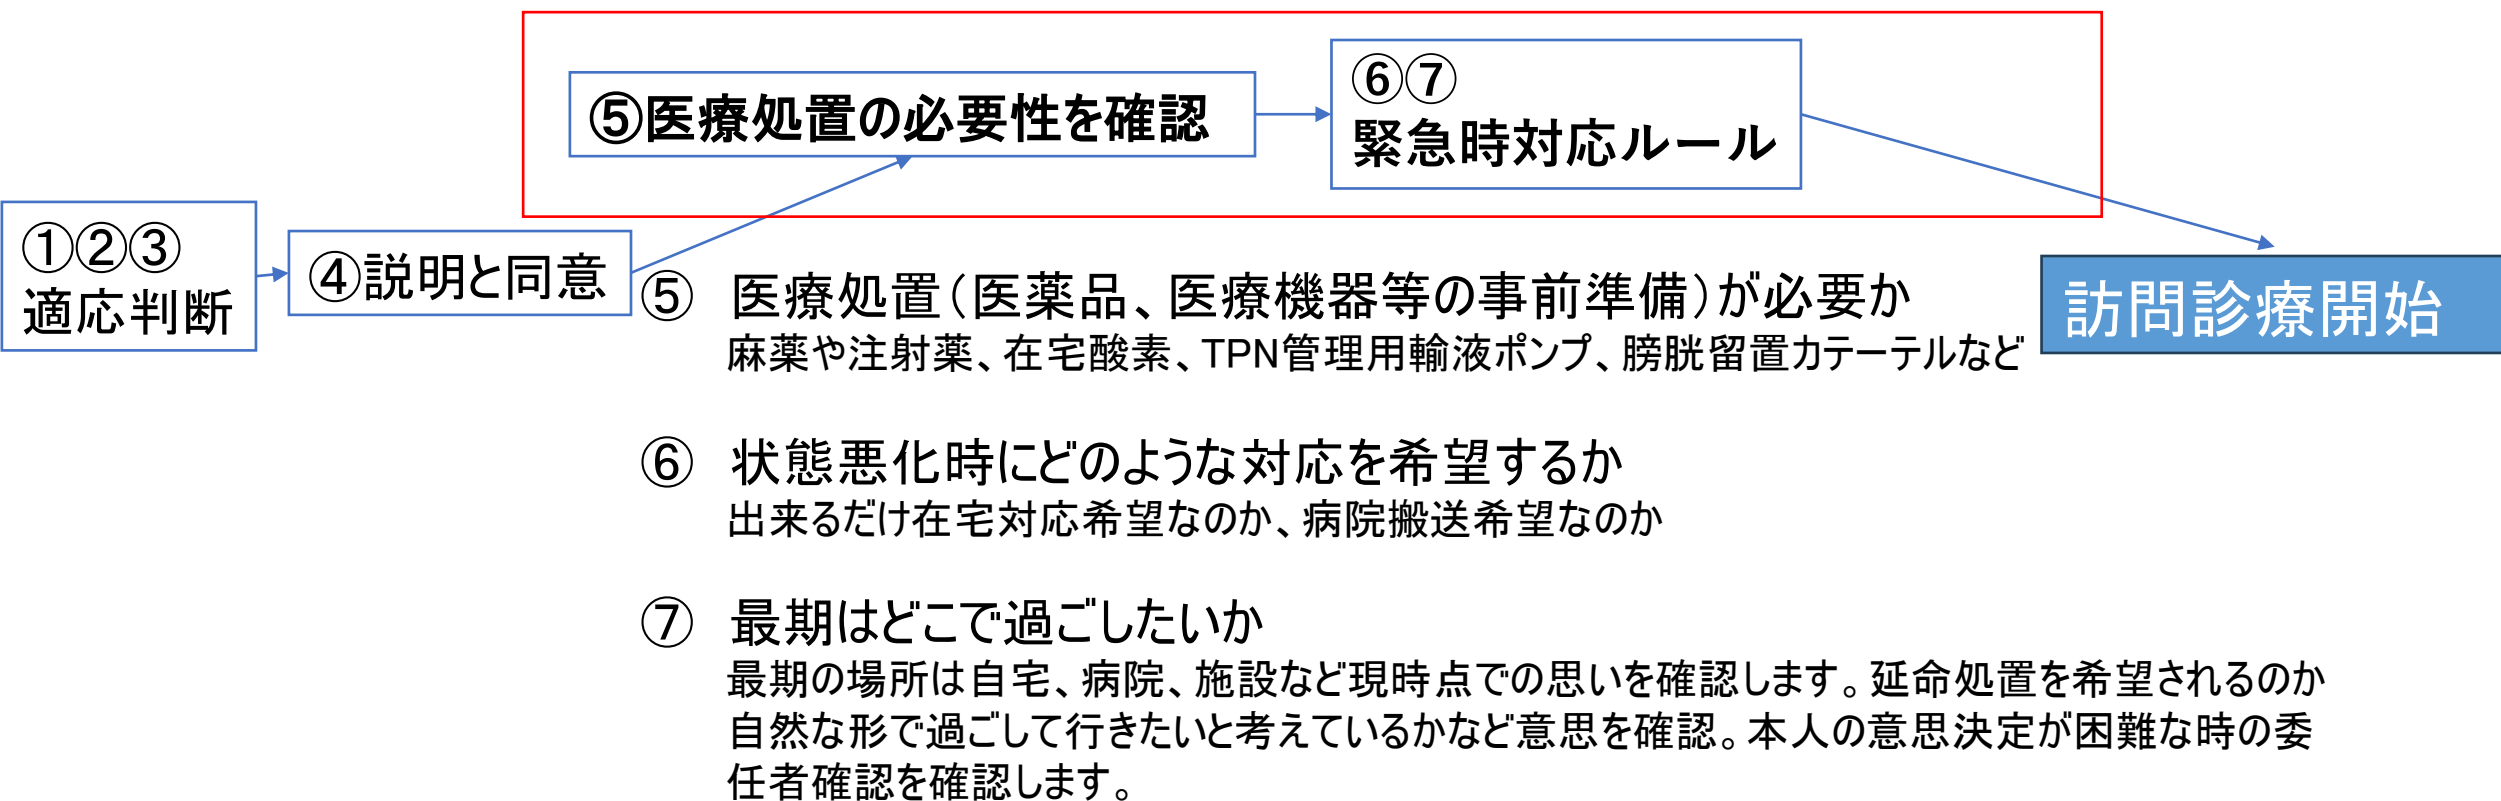 ①②③
適応判断
④説明と同意
⑤医療処置の必要性確認
⑥⑦
緊急時対応ルール
訪問診療開始
⑤ 医療処置(医薬品、医療機器等の事前準備)が必要か
麻薬や注射薬、在宅酸素、TPN管理用輸液ポンプ、膀胱留置カテーテルなど
⑥ 状態悪化時にどのような対応を希望するか
出来るだけ在宅対応希望なのか、病院搬送希望なのか
⑦ 最期はどこで過ごしたいか
最期の場所は自宅、病院、施設など現時点での思いを確認します。延命処置を希望されるのか
自然な形で過ごして行きたいと考えているかなど意思を確認。本人の意思決定が困難な時の委
任者確認を確認します。